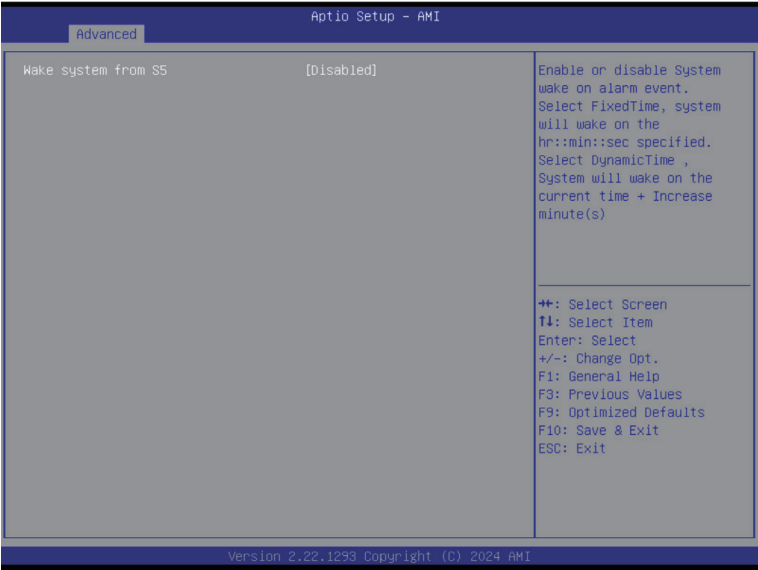 Aptio Setup – AMI
Advanced
Wake system from S5 [Disabled]
Enable or disable System
wake on alarm event.
Select FixedTime, system
will wake on the
hr::min::sec specified.
Select DynamicTime ,
System will wake on the
current time + Increase
minute(s)
→←: Select Screen
↑↓: Select Item
Enter: Select
+/-: Change Opt.
F1: General Help
F3: Previous Values
F9: Optimized Defaults
F10: Save & Exit
ESC: Exit
Version 2.22.1293 Copyright (C) 2024 AMI